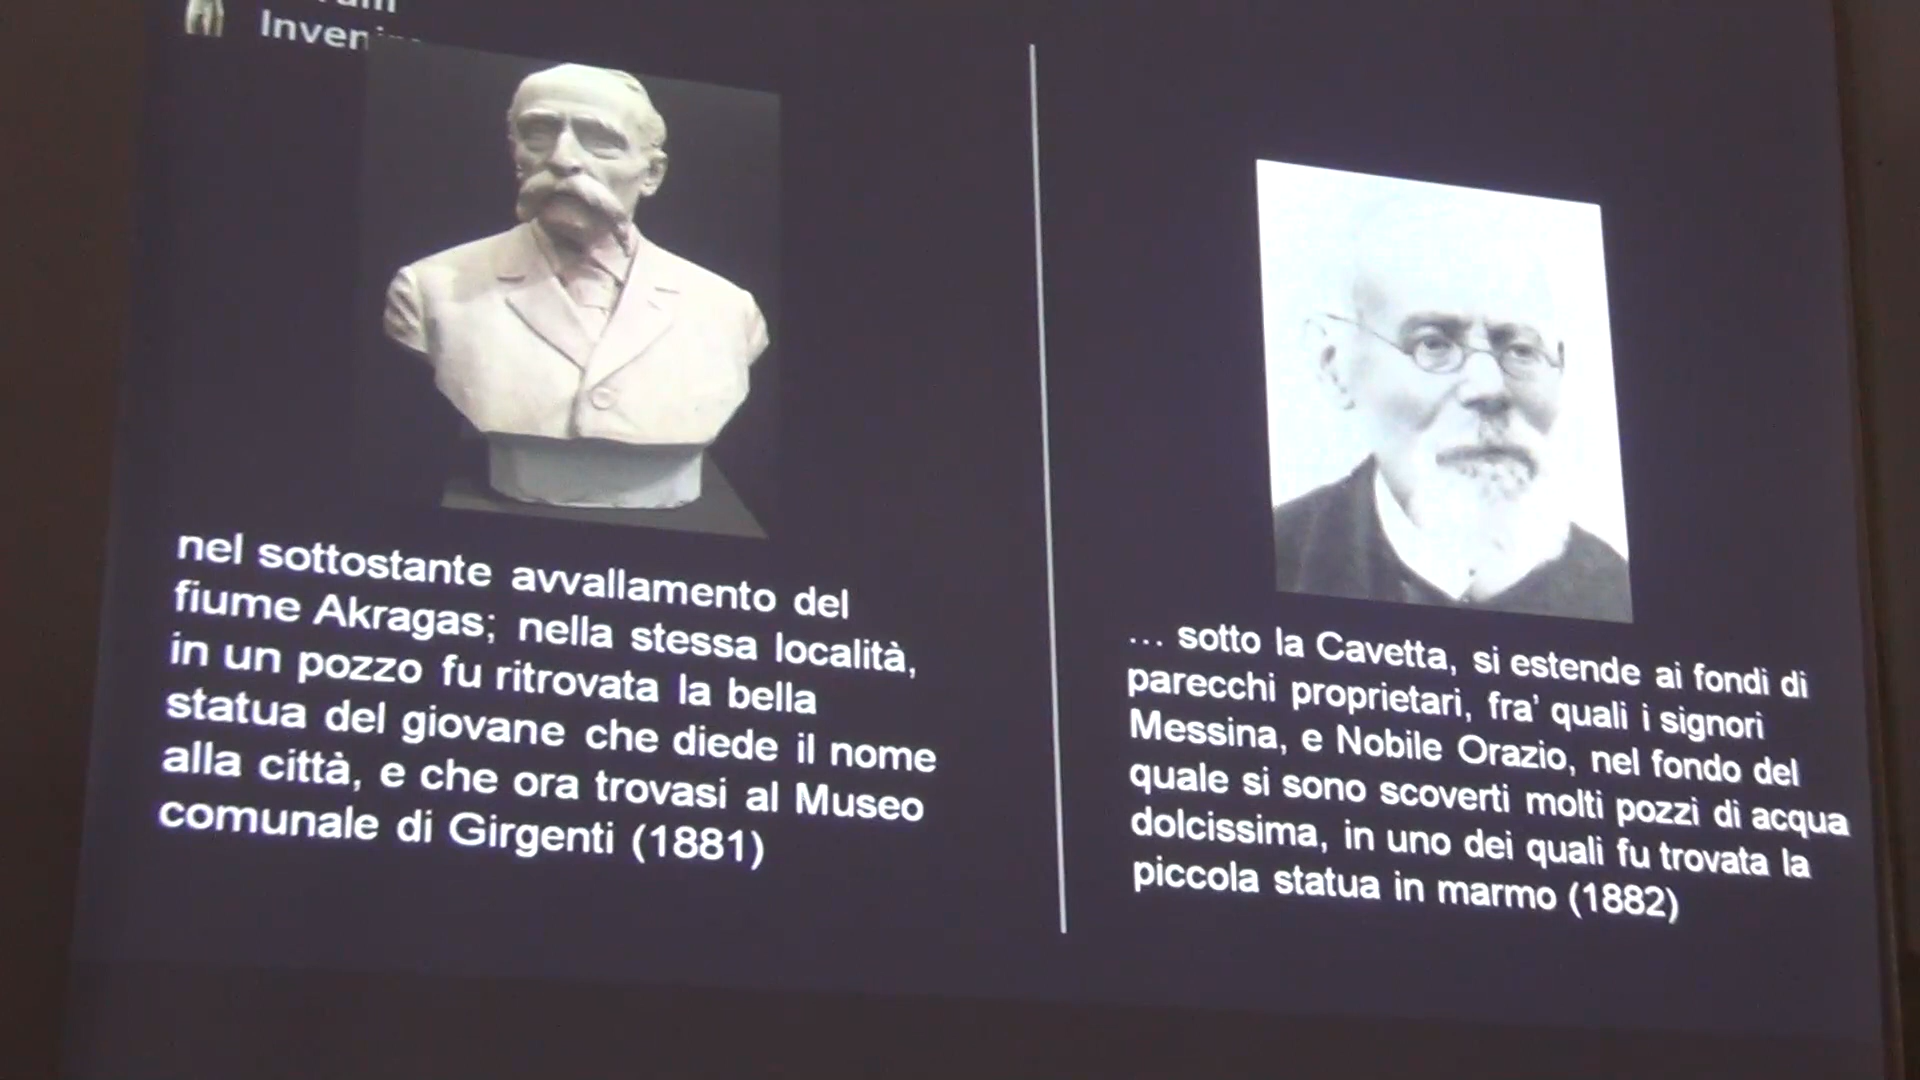 nel sottostante avvallamento del
fiume Akragas; nella stessa località,
in un pozzo fu ritrovata la bella
statua del giovane che diede il nome
alla città, e che ora trovasi al Museo
comunale di Girgenti (1881)
... sotto la Cavetta, si estende ai fondi di
parecchi proprietari, fra' quali i signori
Messina, e Nobile Orazio, nel fondo del
quale si sono scoverti molti pozzi di acqua
dolcissima, in uno dei quali fu trovata la
piccola statua in marmo (1882)